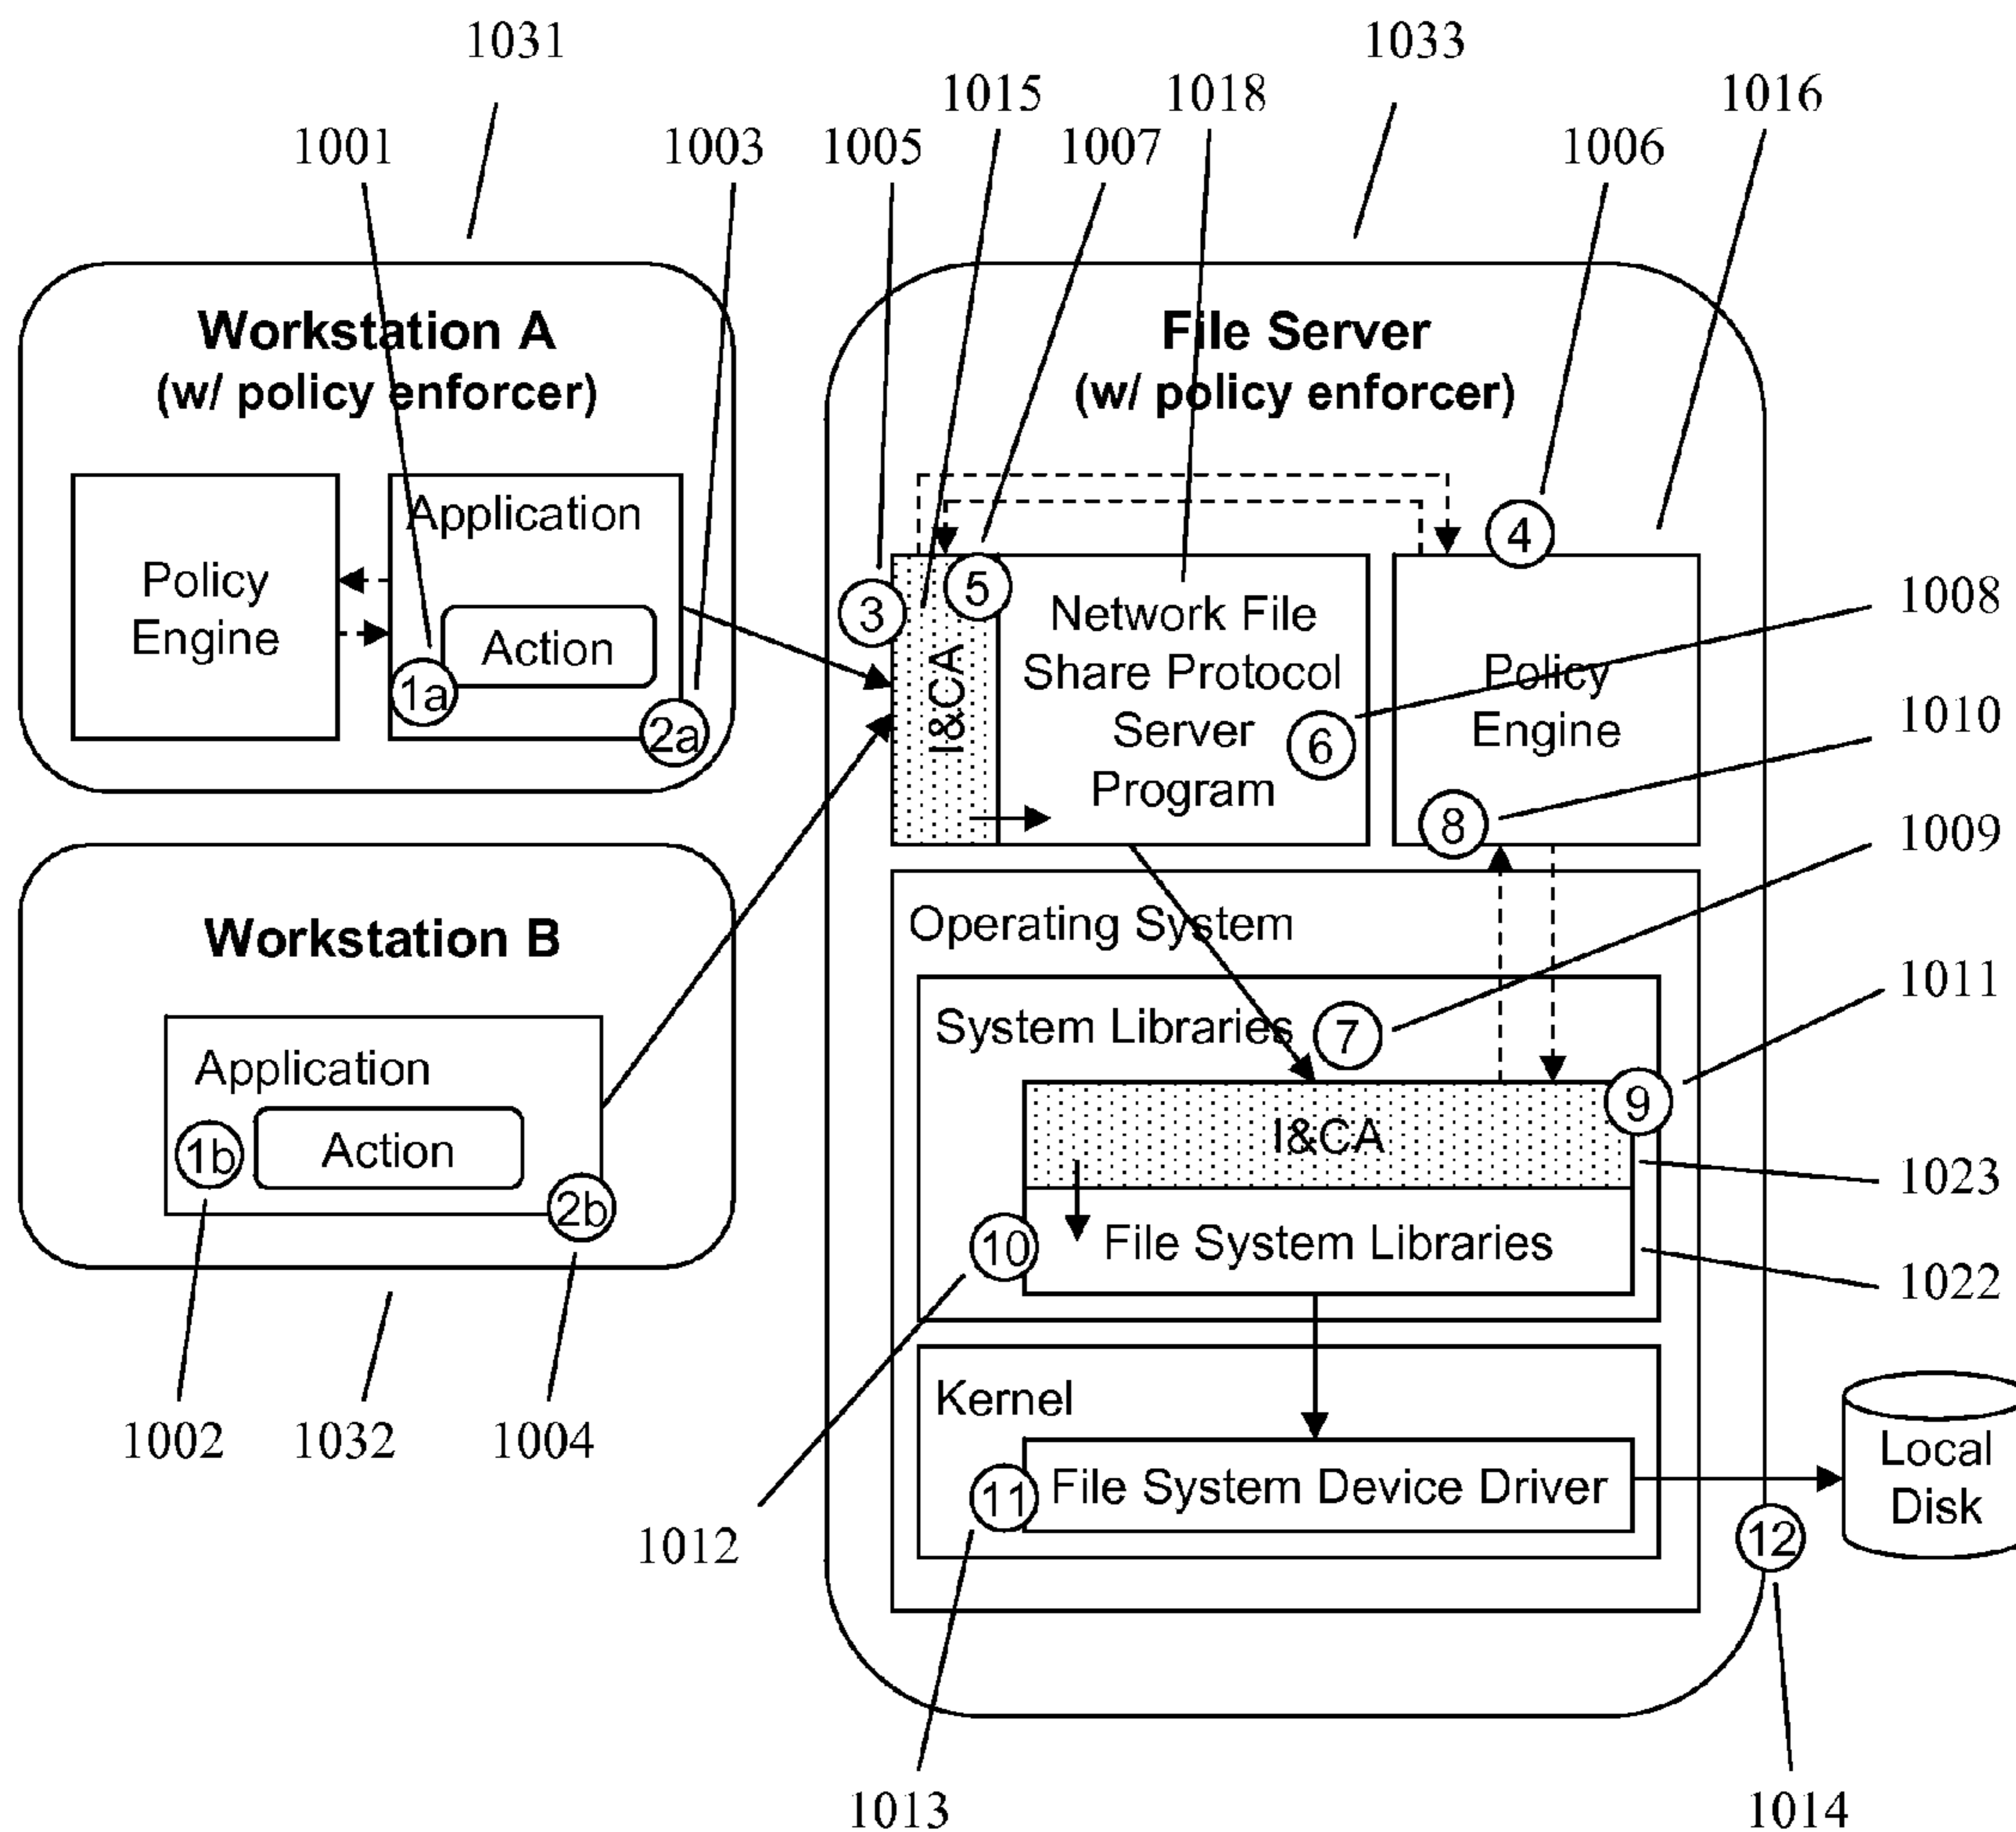 1031
1033
1015
1018
1016
1001
1003
1005
1007
1006
Workstation A
(w/ policy enforcer)
Policy
Engine
Application
Action
1a
2a
File Server
(w/ policy enforcer)
3
5
4
I&CA
Network File
Share Protocol
Server
Program
6
Policy
Engine
8
1008
1010
1009
1011
Workstation B
Application
Action
1b
2b
1002
1032
1004
Operating System
System Libraries
7
9
I&CA
10
File System Libraries
1023
1022
Kernel
11
File System Device Driver
Local
Disk
12
1012
1013
1014